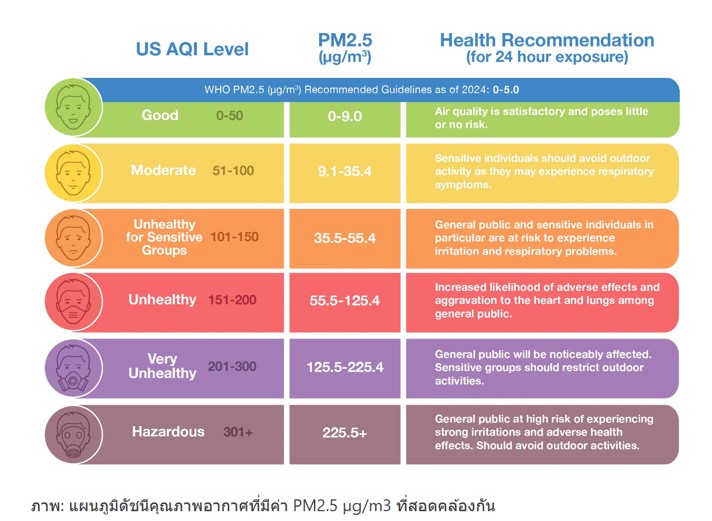 US AQI Level
PM2.5
(µg/m³)
Health Recommendation
(for 24 hour exposure)
WHO PM2.5 (µg/m³) Recommended Guidelines as of 2024: 0-5.0
Good 0-50
0-9.0
Air quality is satisfactory and poses little
or no risk.
Moderate 51-100
9.1-35.4
Sensitive individuals should avoid outdoor
activity as they may experience respiratory
symptoms.
Unhealthy
for Sensitive
Groups
101-150
35.5-55.4
General public and sensitive individuals in
particular are at risk to experience
irritation and respiratory problems.
Unhealthy 151-200
55.5-125.4
Increased likelihood of adverse effects and
aggravation to the heart and lungs among
general public.
Very
Unhealthy
201-300
125.5-225.4
General public will be noticeably affected.
Sensitive groups should restrict outdoor
activities.
Hazardous 301+
225.5+
General public at high risk of experiencing
strong irritations and adverse health
effects. Should avoid outdoor activities.
ภาพ: แผนภูมิดัชนีคุณภาพอากาศที่มีค่า PM2.5 µg/m3 ที่สอดคล้องกัน